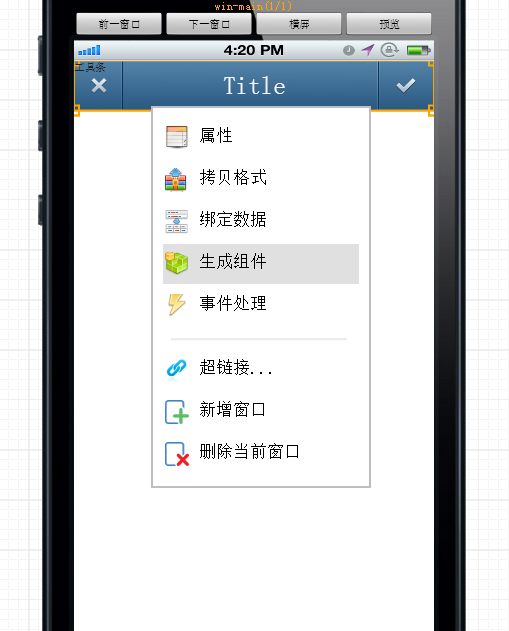 win-main(1/1)
前一窗口 下一窗口 横屏 预览
4:20 PM
工具条
Title
属性
拷贝格式
绑定数据
生成组件
事件处理
超链接...
新增窗口
删除当前窗口